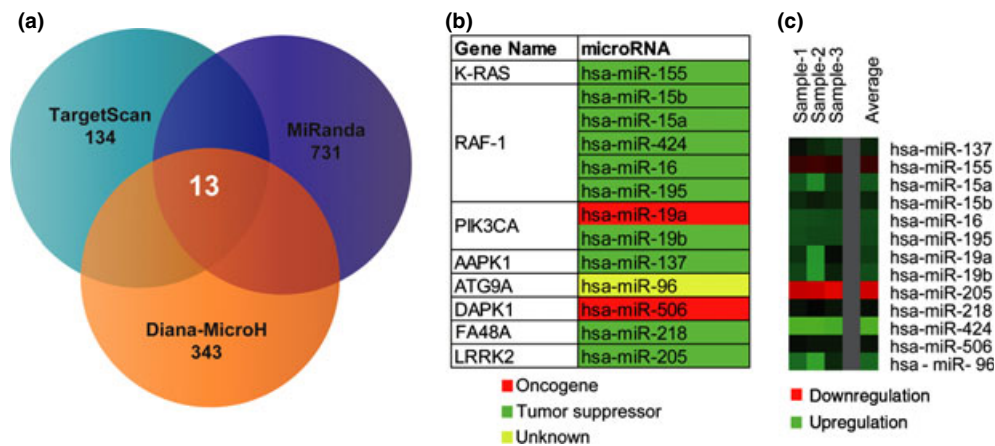 (a)
TargetScan
134
MiRanda
731
13
Diana-MicroH
343
(b)
Gene Name microRNA
K-RAS hsa-miR-155
RAF-1 hsa-miR-15b
hsa-miR-15a
hsa-miR-424
hsa-miR-16
hsa-miR-195
PIK3CA hsa-miR-19a
hsa-miR-19b
AAPK1 hsa-miR-137
ATG9A hsa-miR-96
DAPK1 hsa-miR-506
FA48A hsa-miR-218
LRRK2 hsa-miR-205
Oncogene
Tumor suppressor
Unknown
(c)
Sample-1
Sample-2
Sample-3
Average
hsa-miR-137
hsa-miR-155
hsa-miR-15a
hsa-miR-15b
hsa-miR-16
hsa-miR-195
hsa-miR-19a
hsa-miR-19b
hsa-miR-205
hsa-miR-218
hsa-miR-424
hsa-miR-506
hsa - miR- 96
Downregulation
Upregulation